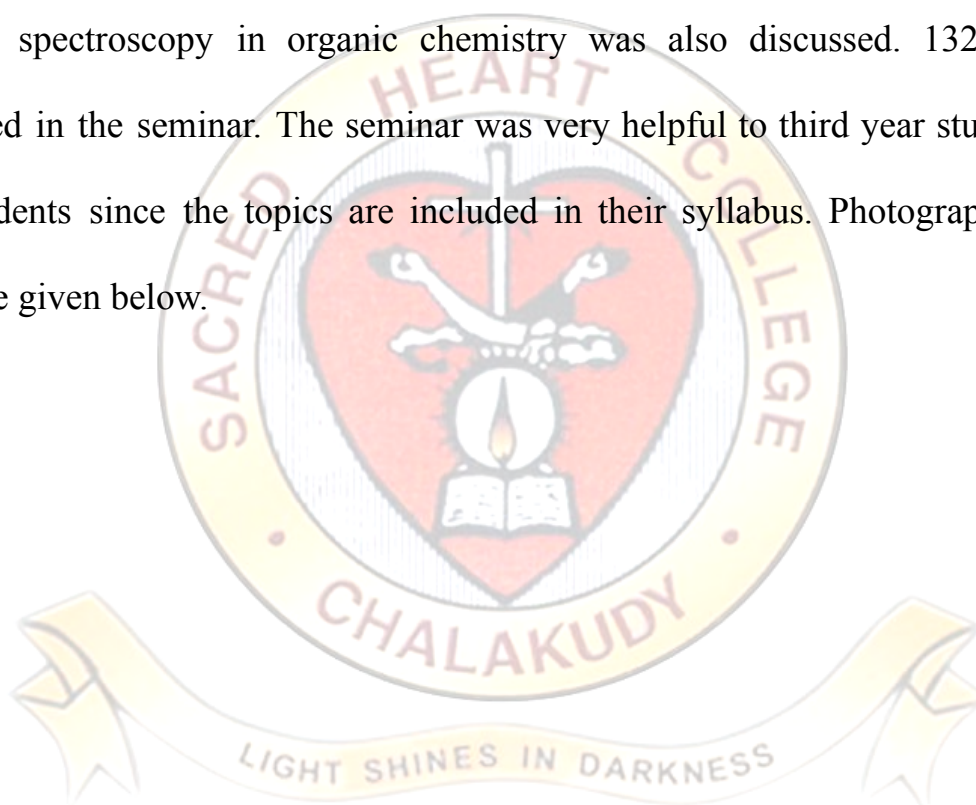 spectroscopy in organic chemistry was also discussed. 132
ed in the seminar. The seminar was very helpful to third year stu
dents since the topics are included in their syllabus. Photograp
e given below.
SACRED HEART COLLEGE
CHALAKUDY
LIGHT SHINES IN DARKNESS